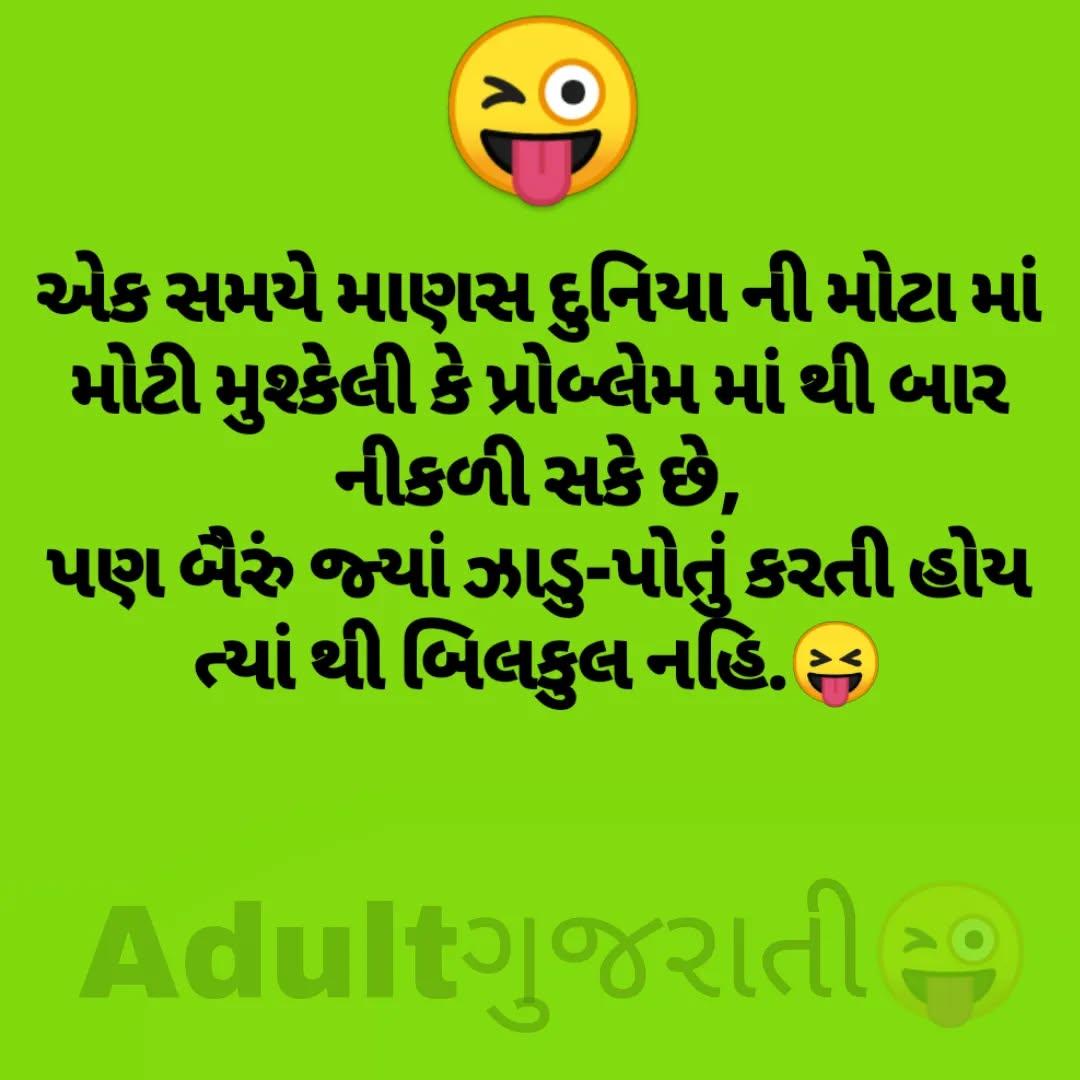 એક સમયે માણસ દુનિયા ની મોટા માં
મોટી મુશ્કેલી કે પ્રોબ્લેમ માં થી બાર
નીકળી સકે છે,
પણ બૈરું જ્યાં ઝાડુ-પોતું કરતી હોય
ત્યાં થી બિલકુલ નહિ.😝
Adultગુજરાતી😜